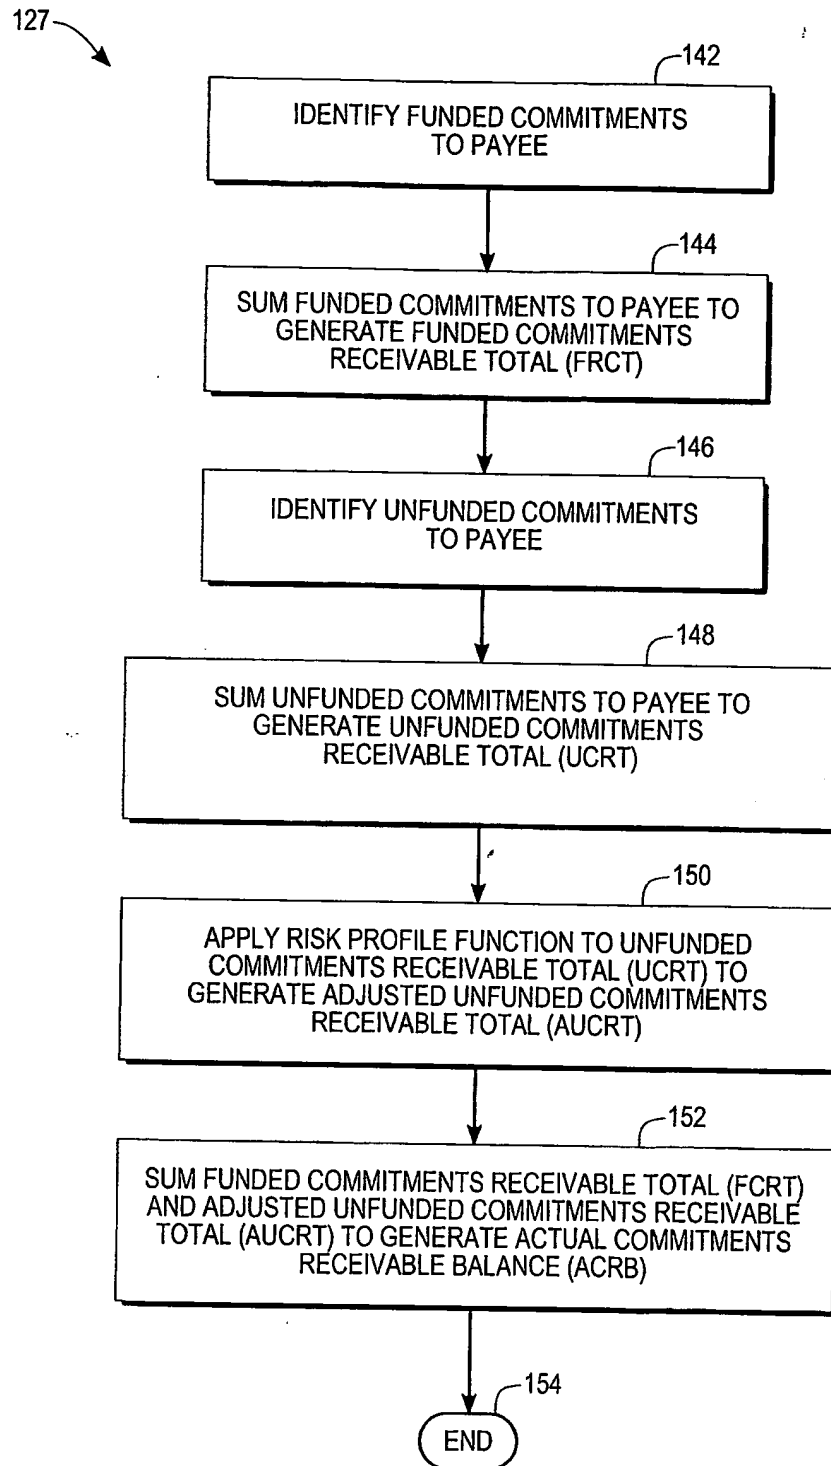 127
142
IDENTIFY FUNDED COMMITMENTS
TO PAYEE
144
SUM FUNDED COMMITMENTS TO PAYEE TO
GENERATE FUNDED COMMITMENTS
RECEIVABLE TOTAL (FRCT)
146
IDENTIFY UNFUNDED COMMITMENTS
TO PAYEE
148
SUM UNFUNDED COMMITMENTS TO PAYEE TO
GENERATE UNFUNDED COMMITMENTS
RECEIVABLE TOTAL (UCRT)
150
APPLY RISK PROFILE FUNCTION TO UNFUNDED
COMMITMENTS RECEIVABLE TOTAL (UCRT) TO
GENERATE ADJUSTED UNFUNDED COMMITMENTS
RECEIVABLE TOTAL (AUCRT)
152
SUM FUNDED COMMITMENTS RECEIVABLE TOTAL (FCRT)
AND ADJUSTED UNFUNDED COMMITMENTS RECEIVABLE
TOTAL (AUCRT) TO GENERATE ACTUAL COMMITMENTS
RECEIVABLE BALANCE (ACRB)
154
END